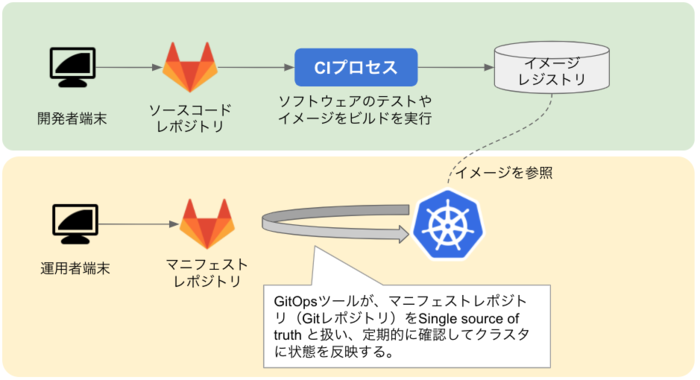 開発者端末
ソースコード
レポジトリ
CIプロセス
ソフトウェアのテストや
イメージをビルドを実行
イメージ
レジストリ
イメージを参照
運用者端末
マニフェスト
レポジトリ
GitOpsツールが、マニフェストレポジト
リ（Gitレポジトリ）をSingle source of
truth と扱い、定期的に確認してクラスタ
に状態を反映する。